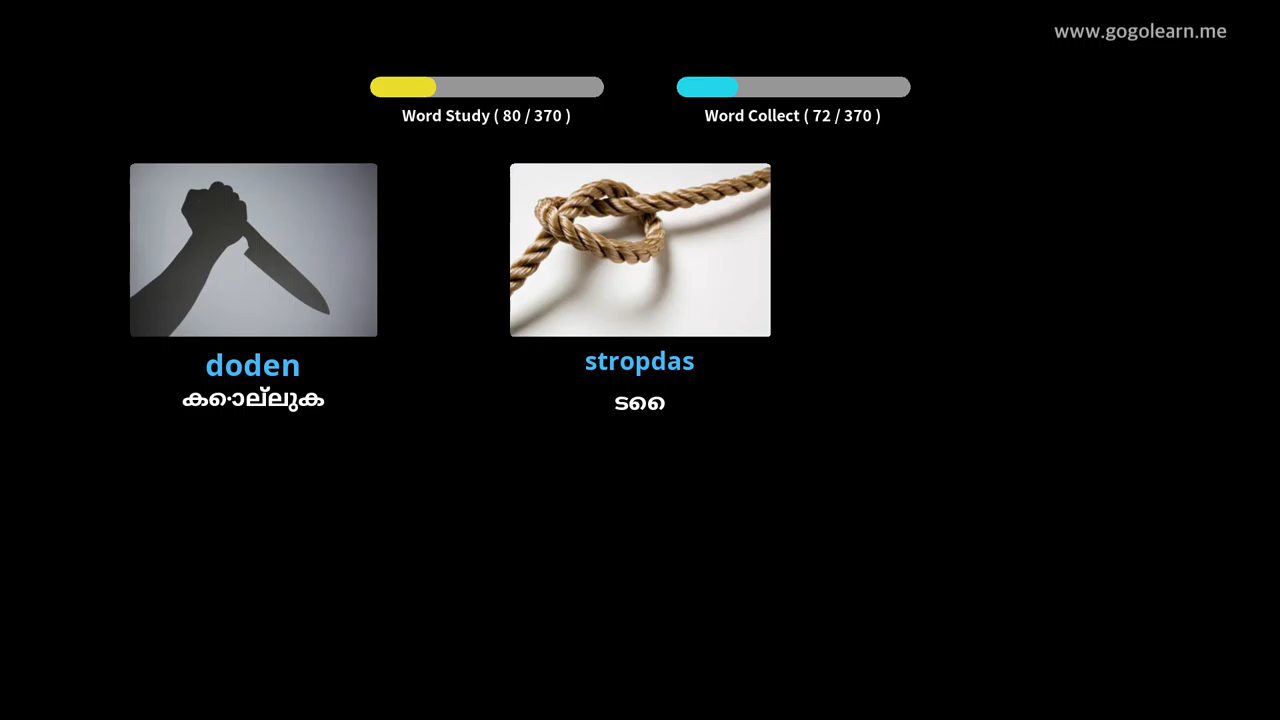 www.gogolearn.me
Word Study ( 80 / 370 )
Word Collect ( 72 / 370 )
doden
stropdas
കൊല്ലുക
ടൈ